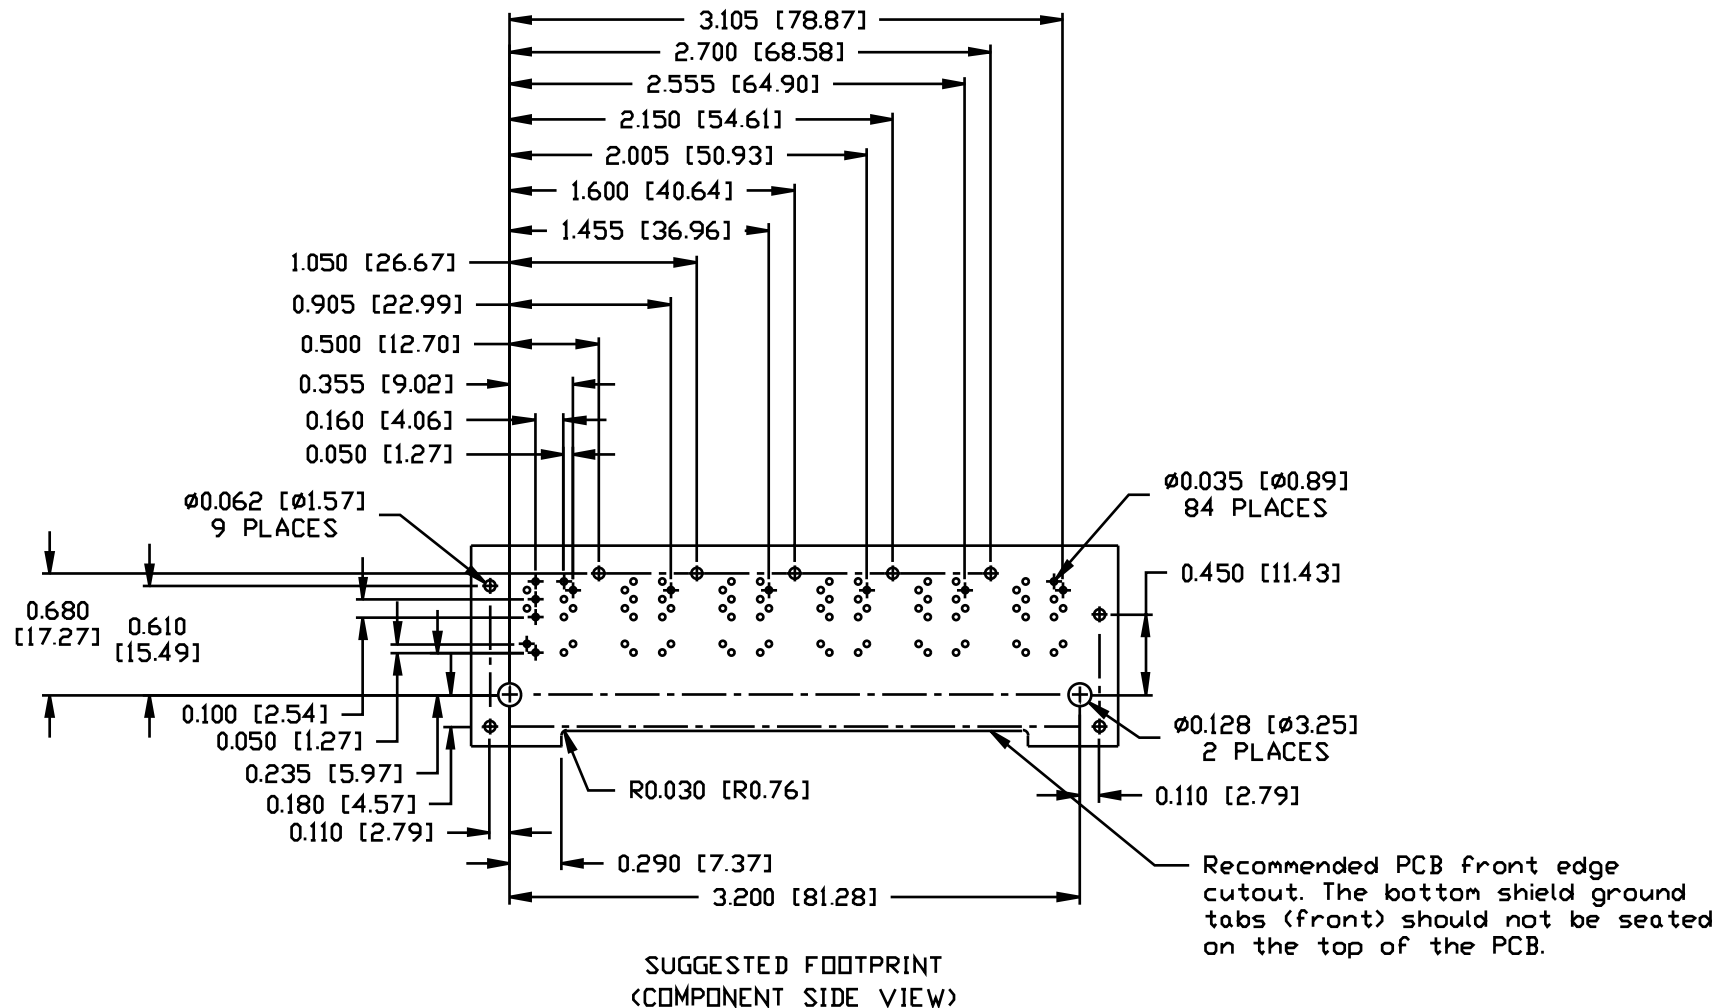 3.105 [78.87]
2.700 [68.58]
2.555 [64.90]
2.150 [54.61]
2.005 [50.93]
1.600 [40.64]
1.455 [36.96]
1.050 [26.67]
0.905 [22.99]
0.500 [12.70]
0.355 [9.02]
0.160 [4.06]
0.050 [1.27]
ø0.062 [ø1.57]
9 PLACES
ø0.035 [ø0.89]
84 PLACES
0.450 [11.43]
0.680
[17.27]
0.610
[15.49]
0.100 [2.54]
0.050 [1.27]
0.235 [5.97]
0.180 [4.57]
0.110 [2.79]
ø0.128 [ø3.25]
2 PLACES
R0.030 [R0.76]
0.110 [2.79]
0.290 [7.37]
3.200 [81.28]
Recommended PCB front edge
cutout. The bottom shield ground
tabs (front) should not be seated
on the top of the PCB.
SUGGESTED FOOTPRINT
(COMPONENT SIDE VIEW)